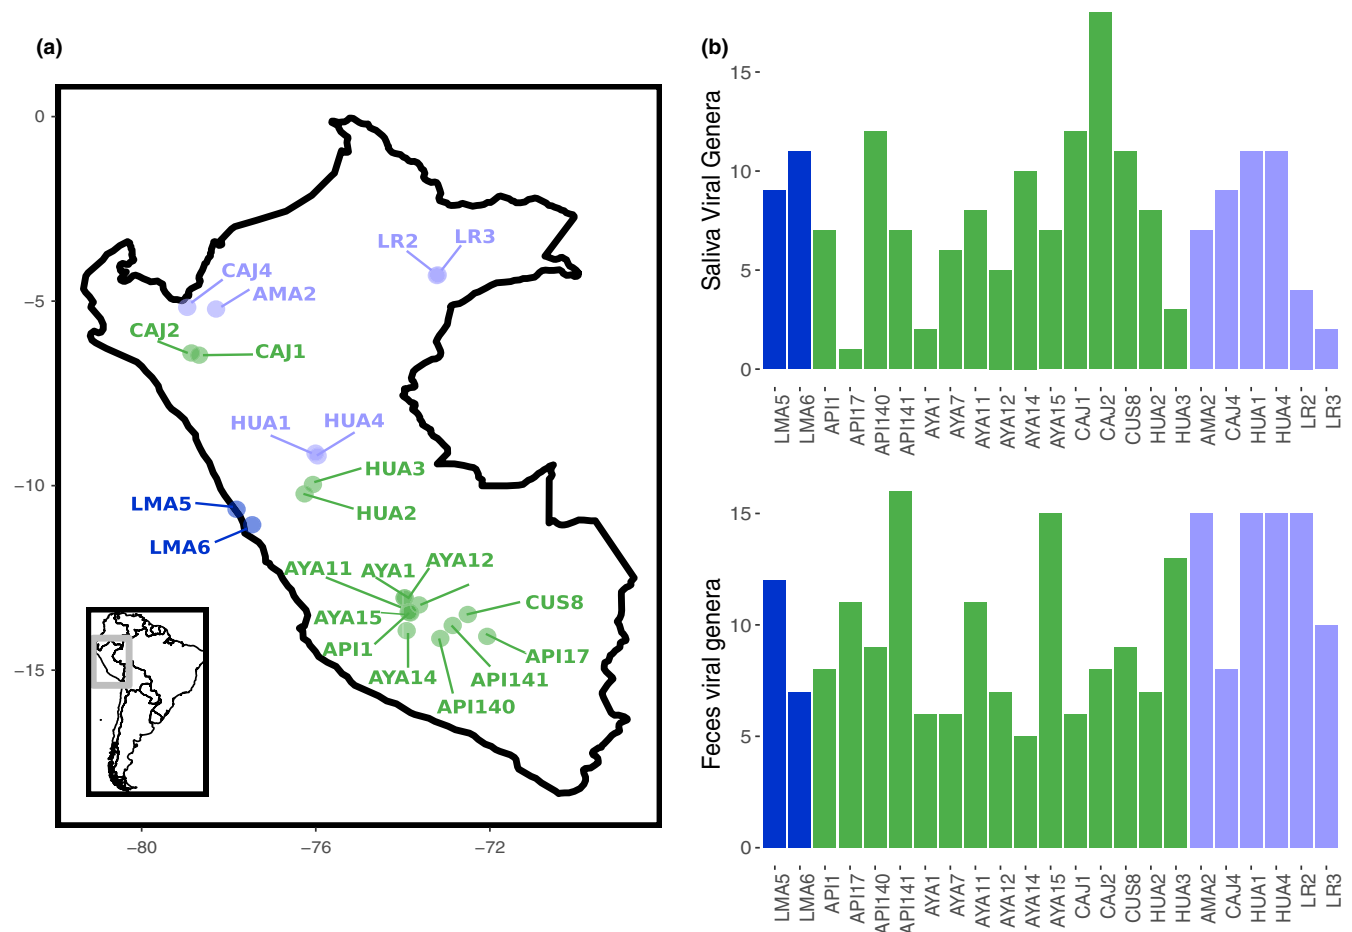 (a)
0
−5
−10
−15
−80
−76
−72
LR2
LR3
CAJ4
AMA2
CAJ2
CAJ1
HUA1
HUA4
HUA3
HUA2
LMA5
LMA6
AYA11
AYA1
AYA12
AYA15
CUS8
API1
AYA14
API17
API141
API140
(b)
Saliva Viral Genera
15
10
5
0
LMA5
LMA6
API1
API17
API140
API141
AYA1
AYA7
AYA11
AYA12
AYA14
AYA15
CAJ1
CAJ2
CUS8
HUA2
HUA3
AMA2
CAJ4
HUA1
HUA4
LR2
LR3
Feces viral genera
15
10
5
0
LMA5
LMA6
API1
API17
API140
API141
AYA1
AYA7
AYA11
AYA12
AYA14
AYA15
CAJ1
CAJ2
CUS8
HUA2
HUA3
AMA2
CAJ4
HUA1
HUA4
LR2
LR3